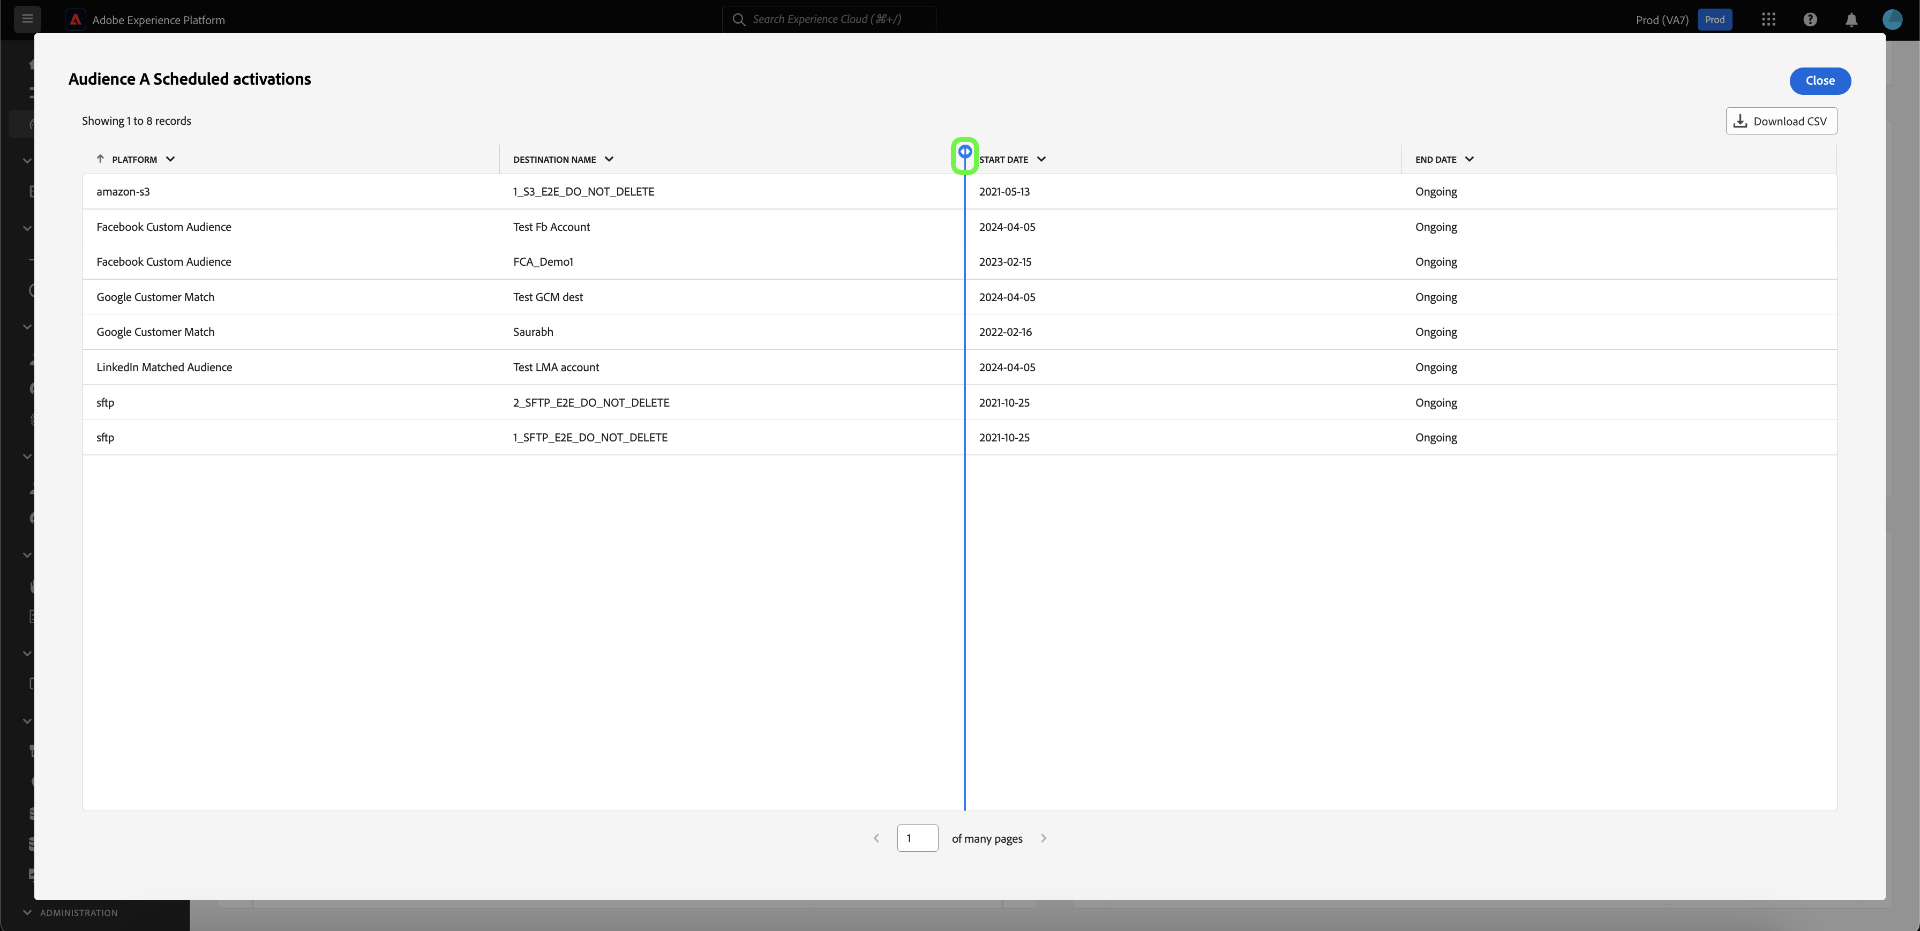 Adobe Experience Platform
Search Experience Cloud (⌘+/)
Prod (VA7) Prod
Audience A Scheduled activations
Close
Showing 1 to 8 records
Download CSV
PLATFORM DESTINATION NAME START DATE END DATE
amazon-s3 1_S3_E2E_DO_NOT_DELETE 2021-05-13 Ongoing
Facebook Custom Audience Test Fb Account 2024-04-05 Ongoing
Facebook Custom Audience FCA_Demo1 2023-02-15 Ongoing
Google Customer Match Test GCM dest 2024-04-05 Ongoing
Google Customer Match Saurabh 2022-02-16 Ongoing
LinkedIn Matched Audience Test LMA account 2024-04-05 Ongoing
sftp 2_SFTP_E2E_DO_NOT_DELETE 2021-10-25 Ongoing
sftp 1_SFTP_E2E_DO_NOT_DELETE 2021-10-25 Ongoing
1 of many pages
ADMINISTRATION